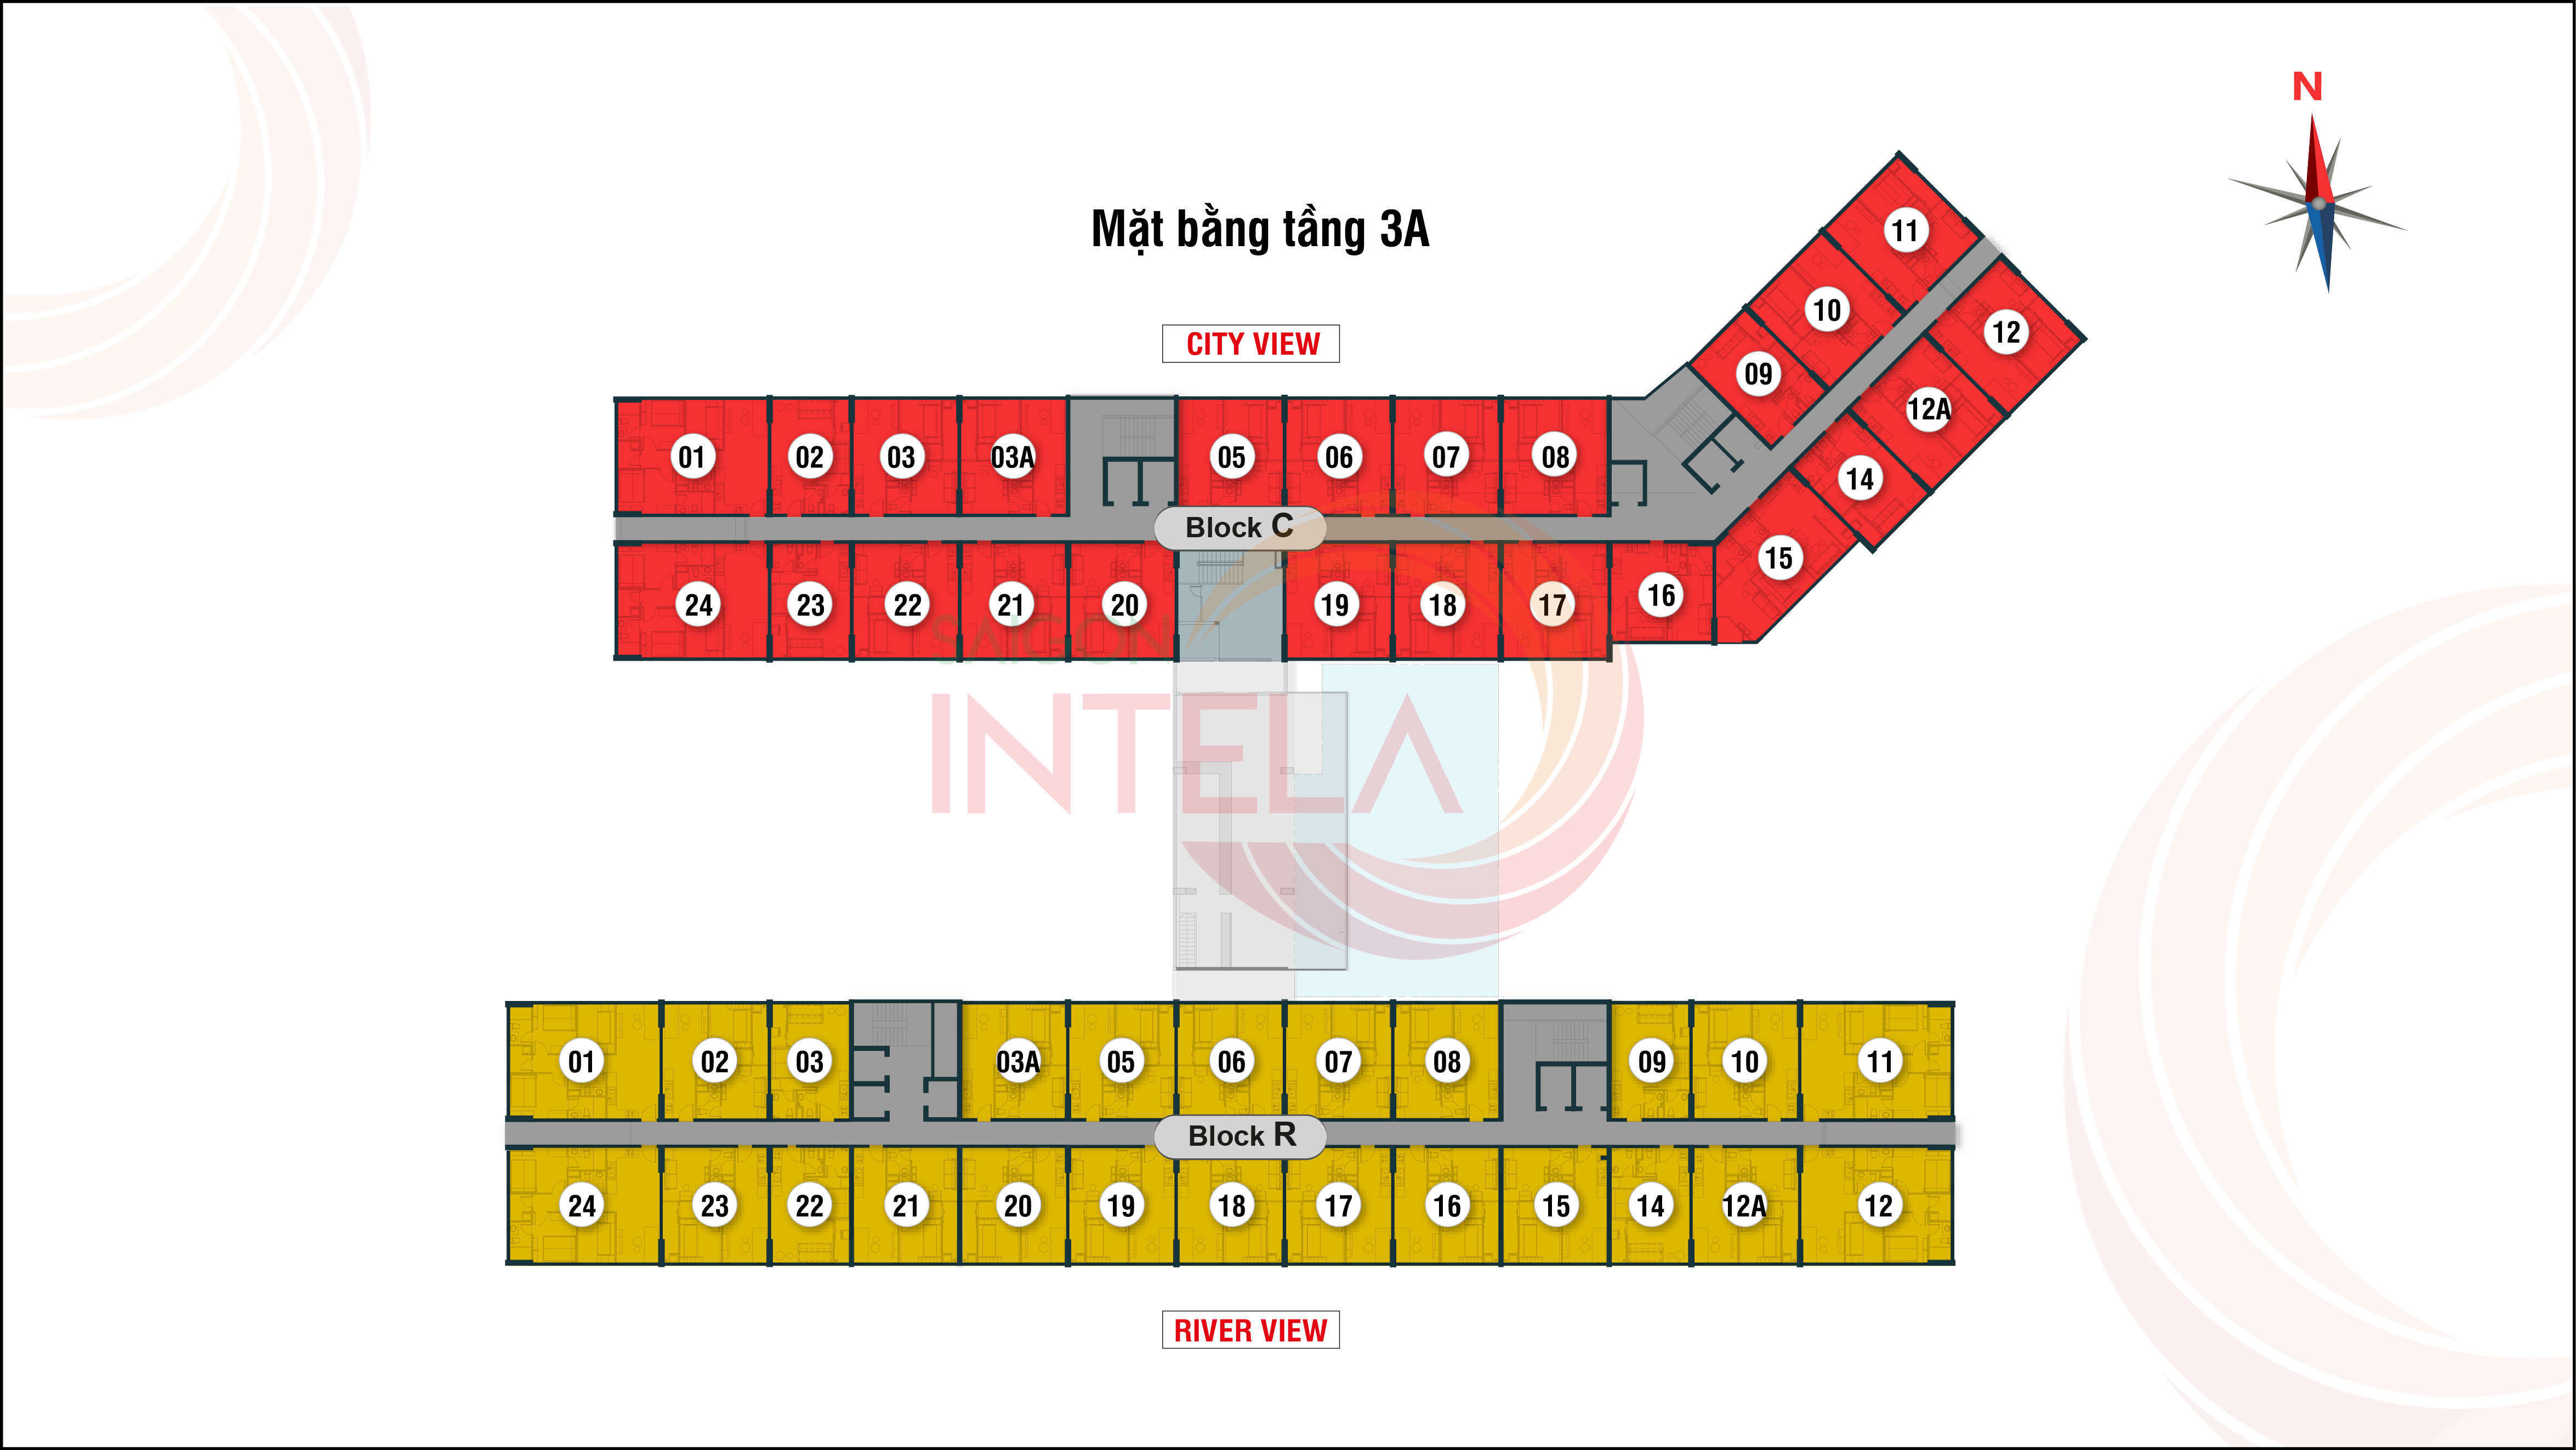 N
Mặt bằng tầng 3A
CITY VIEW
11
10
12
09
12A
01 02 03 03A 05 06 07 08
14
Block C
15
24 23 22 21 20 19 18 17 16
SAIGON
INTELA
01 02 03 03A 05 06 07 08 09 10 11
Block R
24 23 22 21 20 19 18 17 16 15 14 12A 12
RIVER VIEW